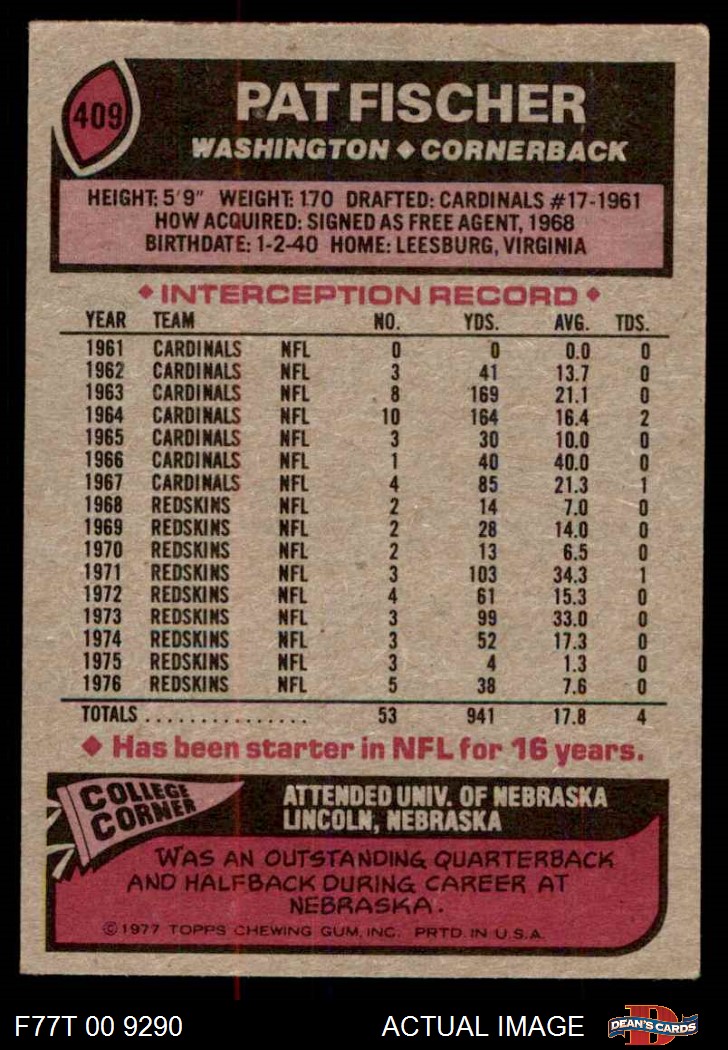 409
PAT FISCHER
WASHINGTON ◆ CORNERBACK
HEIGHT: 5'9" WEIGHT: 170 DRAFTED: CARDINALS #17-1961
HOW ACQUIRED: SIGNED AS FREE AGENT, 1968
BIRTHDATE: 1-2-40 HOME: LEESBURG, VIRGINIA
◆ INTERCEPTION RECORD ◆
YEAR TEAM NO. YDS. AVG. TDS.
1961 CARDINALS NFL 0 0 0.0 0
1962 CARDINALS NFL 3 41 13.7 0
1963 CARDINALS NFL 8 169 21.1 0
1964 CARDINALS NFL 10 164 16.4 2
1965 CARDINALS NFL 3 30 10.0 0
1966 CARDINALS NFL 1 40 40.0 0
1967 CARDINALS NFL 4 85 21.3 1
1968 REDSKINS NFL 2 14 7.0 0
1969 REDSKINS NFL 2 28 14.0 0
1970 REDSKINS NFL 2 13 6.5 0
1971 REDSKINS NFL 3 103 34.3 1
1972 REDSKINS NFL 4 61 15.3 0
1973 REDSKINS NFL 3 99 33.0 0
1974 REDSKINS NFL 3 52 17.3 0
1975 REDSKINS NFL 3 4 1.3 0
1976 REDSKINS NFL 5 38 7.6 0
TOTALS ............... 53 941 17.8 4
◆ Has been starter in NFL for 16 years.
COLLEGE
CORNER
ATTENDED UNIV. OF NEBRASKA
LINCOLN, NEBRASKA
WAS AN OUTSTANDING QUARTERBACK
AND HALFBACK DURING CAREER AT
NEBRASKA.
©1977 TOPPS CHEWING GUM, INC. PRTD. IN U.S.A.
F77T 00 9290 ACTUAL IMAGE
D
DEAN'S CARDS